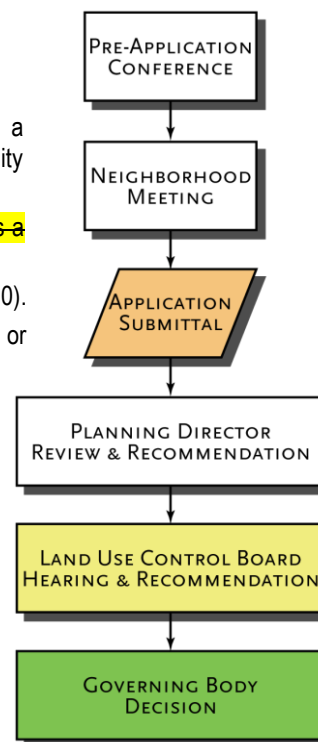 PRE-APPLICATION
CONFERENCE
a
ity
NEIGHBORHOOD
MEETING
s a
0).
or
APPLICATION
SUBMITTAL
PLANNING DIRECTOR
REVIEW & RECOMMENDATION
LAND USE CONTROL BOARD
HEARING & RECOMMENDATION
GOVERNING BODY
DECISION